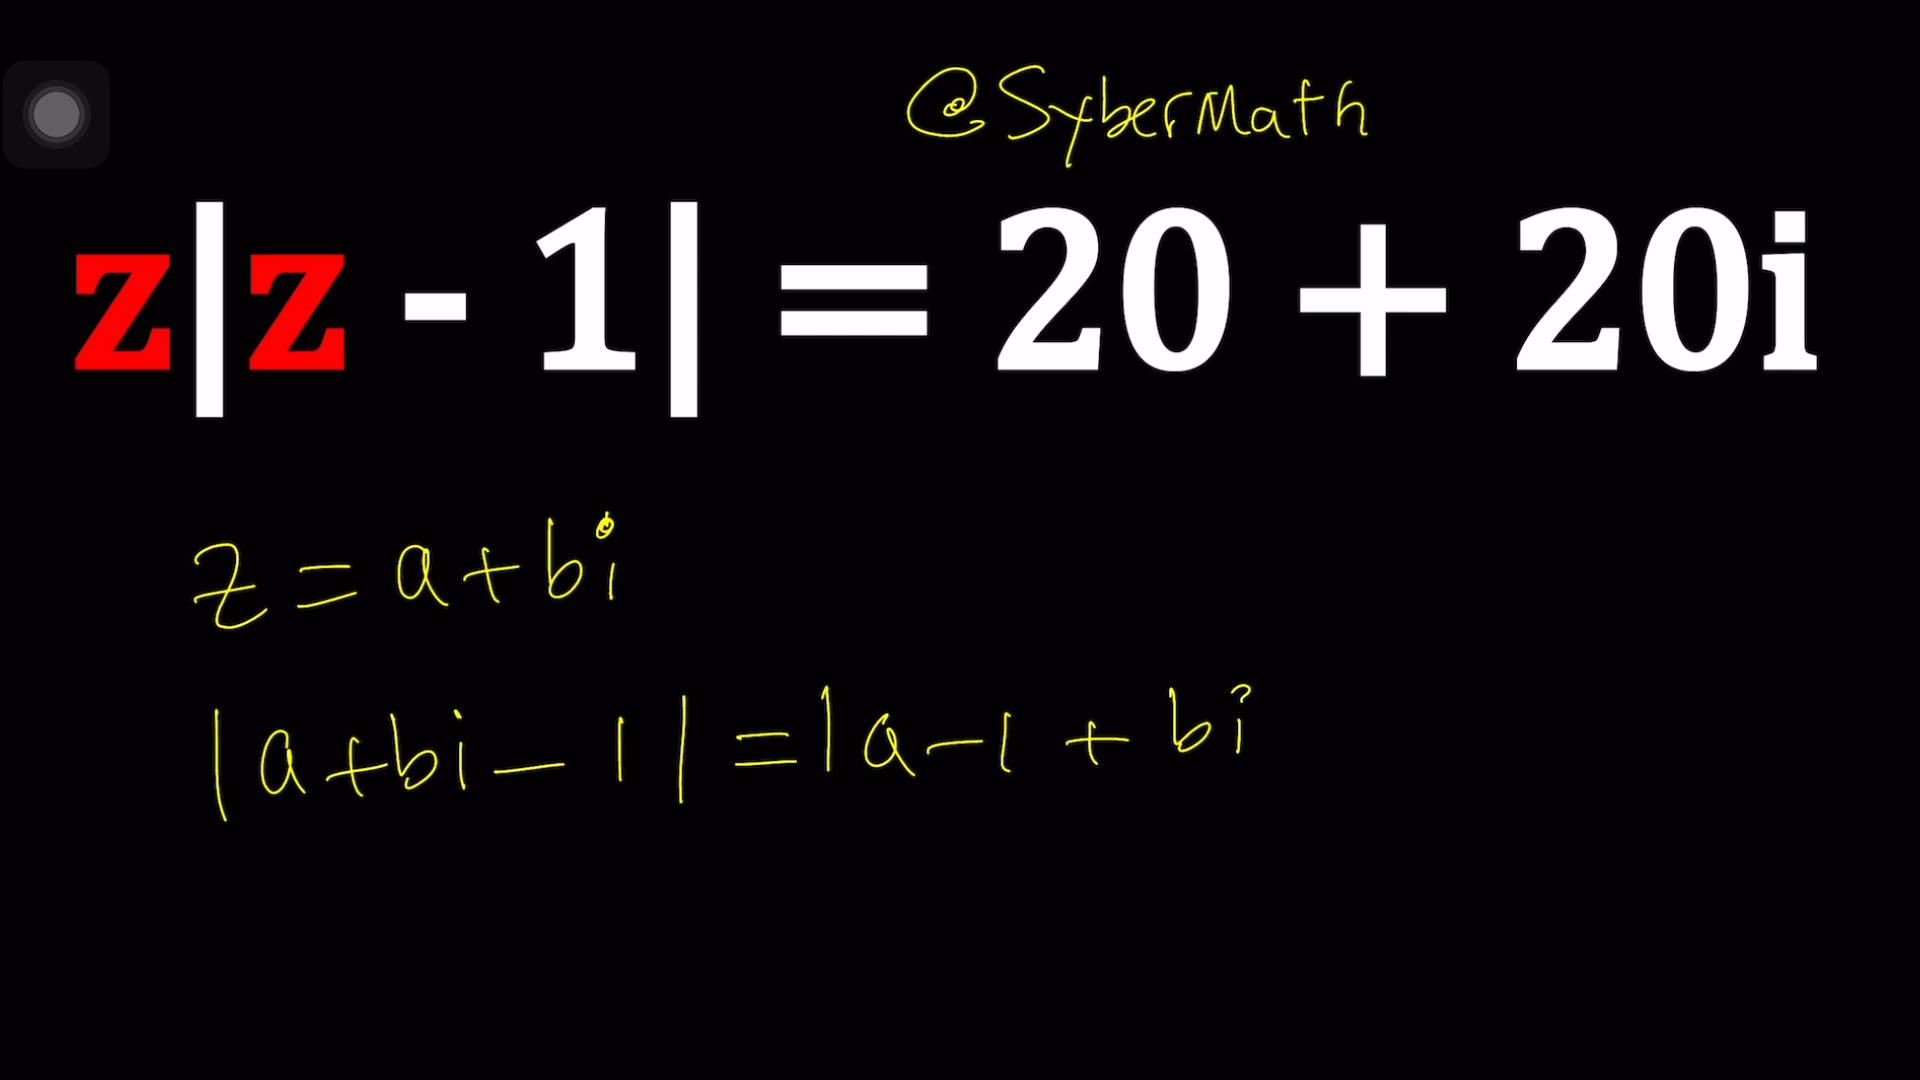 @SyberMath
z|z - 1| = 20 + 20i
z = a + bi
|a + bi - 1| = |a - 1 + bi